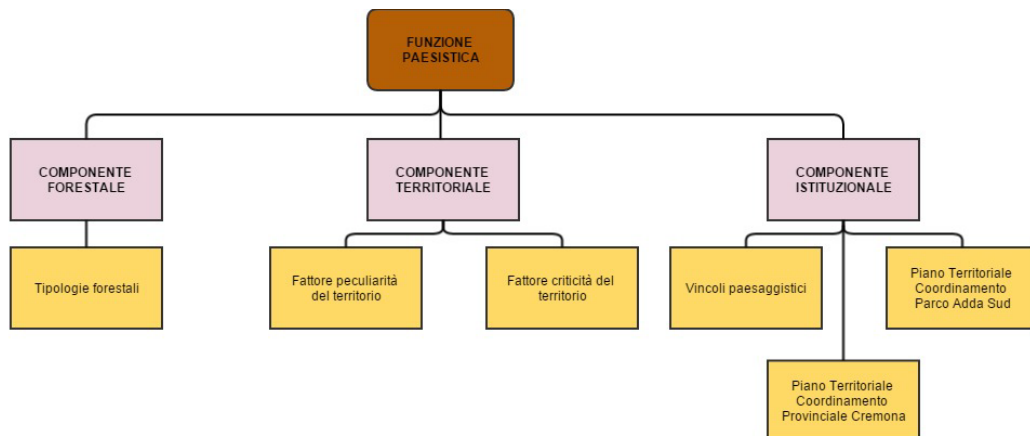 FUNZIONE
PAESISTICA
COMPONENTE
FORESTALE
COMPONENTE
TERRITORIALE
COMPONENTE
ISTITUZIONALE
Tipologie forestali
Fattore peculiarità
del territorio
Fattore criticità del
territorio
Vincoli paesaggistici
Piano Territoriale
Coordinamento
Parco Adda Sud
Piano Territoriale
Coordinamento
Provinciale Cremona